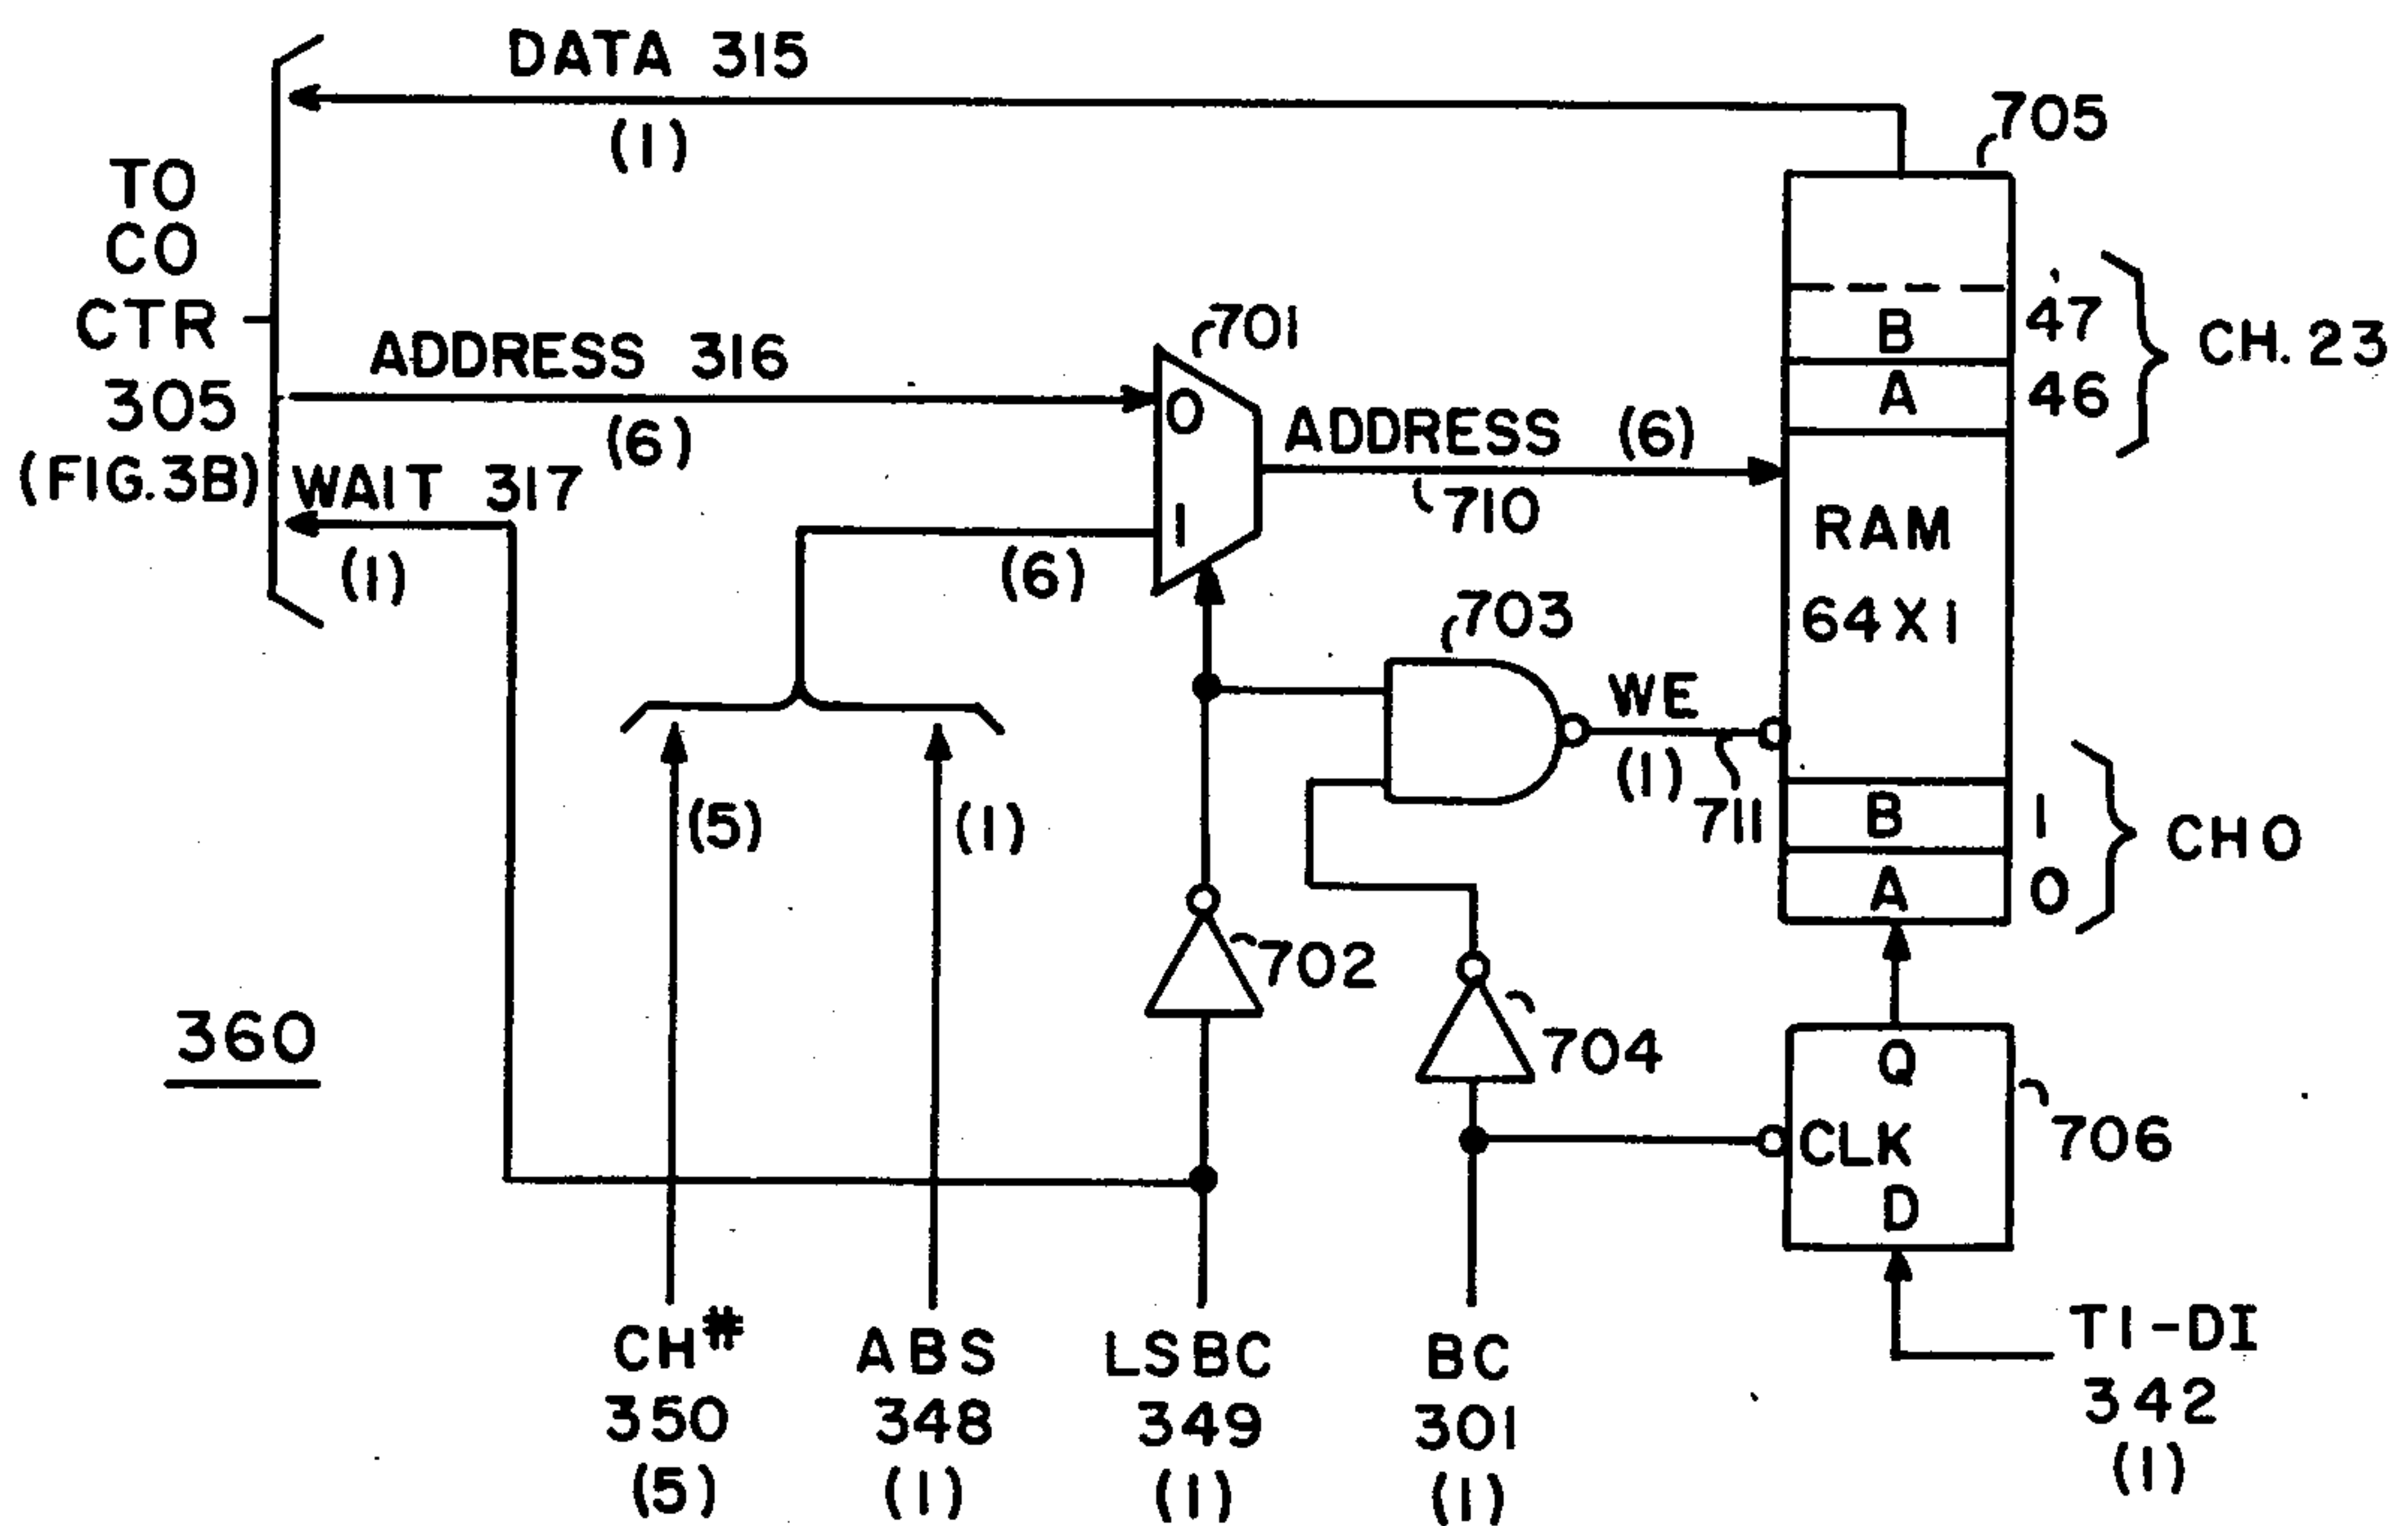 DATA 315
(1)
705
TO
CO
CTR
305
(FIG.3B)
ADDRESS 316
(6)
WAIT 317
(1)
701
0
1
(6)
ADDRESS (6)
710
B 47
A 46
CH. 23
RAM
64X1
703
WE
(1)
711
B 1
A 0
CH0
(5)
(1)
702
704
360
Q
CLK
D
706
CH#
350
(5)
ABS
348
(1)
LSBC
349
(1)
BC
301
(1)
T1-DI
342
(1)